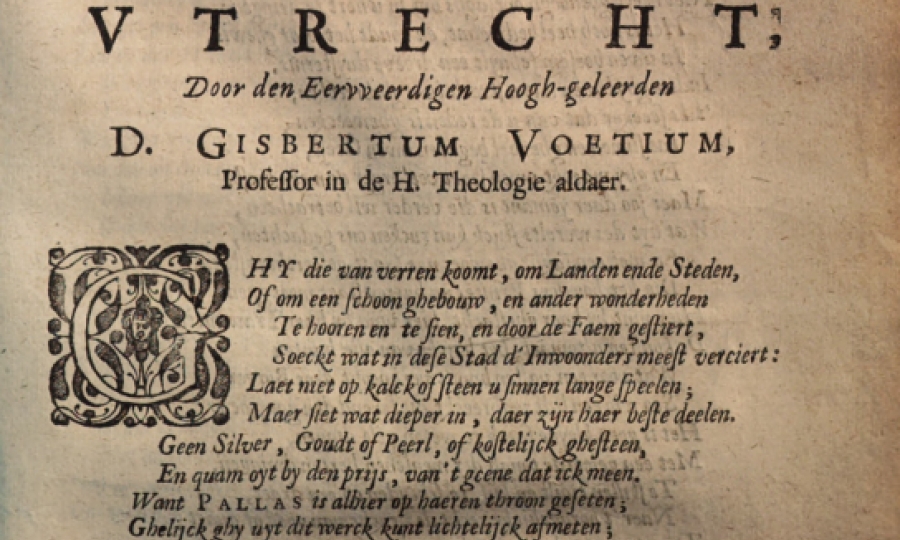 VTRECHT;
Door den Eervveerdigen Hoogh-geleerden
D. GISBERTUM VOETIUM,
Professor in de H. Theologie aldaer.
GHY die van verren koomt, om Landen ende Steden,
Of om een schoon ghebouw, en ander wonderheden
Te hooren en te sien, en door de Faem gestiert,
Soeckt wat in dese Stad d'Inwoonders meest verciert:
Laet niet op kalck of steen u sinnen lange speelen;
Maer siet wat dieper in, daer zijn haer beste deelen.
Geen Silver, Goudt of Peerl, of kostelijck ghesteen,
En quam oyt by den prijs, van't geene dat ick meen.
Want PALLAS is alhier op haeren throon geseten;
Ghelijck ghy uyt dit werck kunt lichtelijck afmeten;